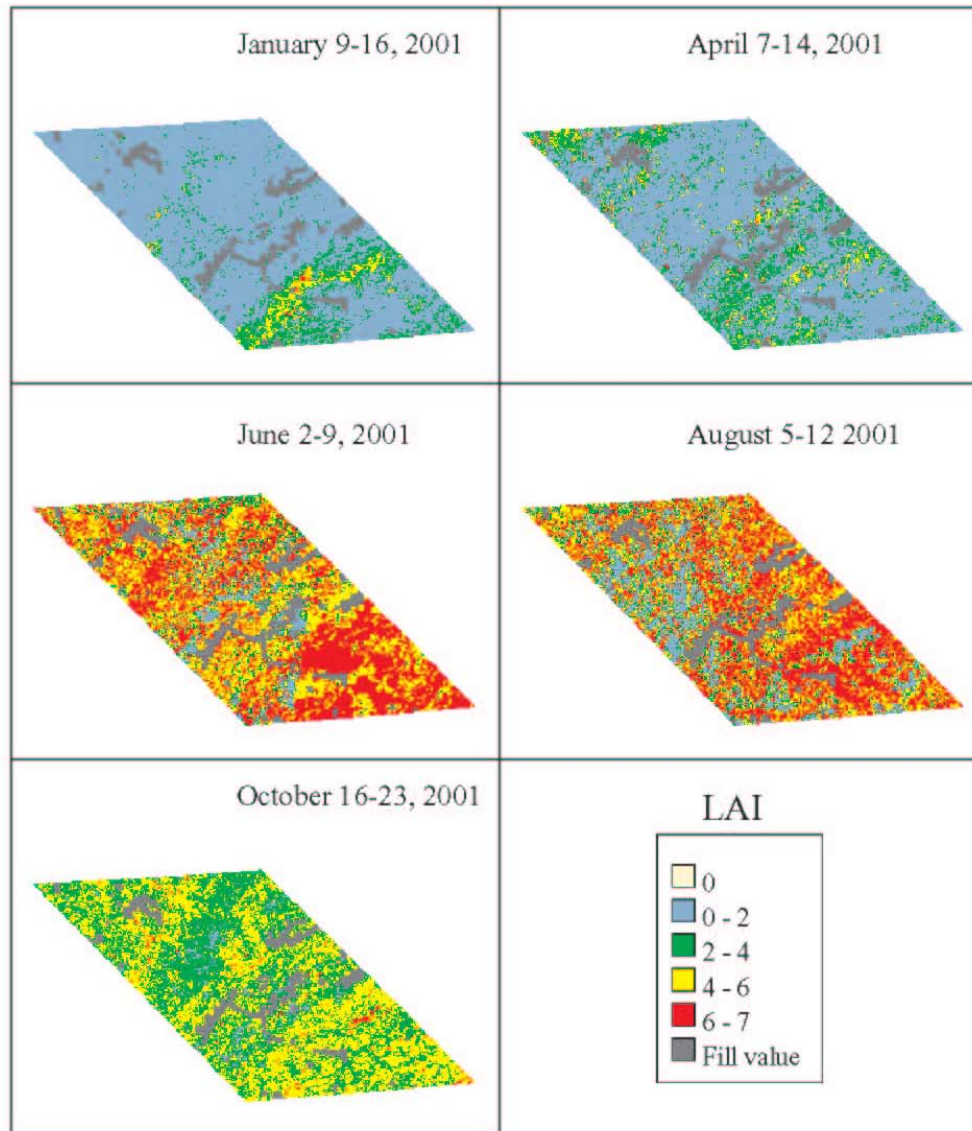 January 9-16, 2001
April 7-14, 2001
June 2-9, 2001
August 5-12 2001
October 16-23, 2001
LAI
0
0 - 2
2 - 4
4 - 6
6 - 7
Fill value